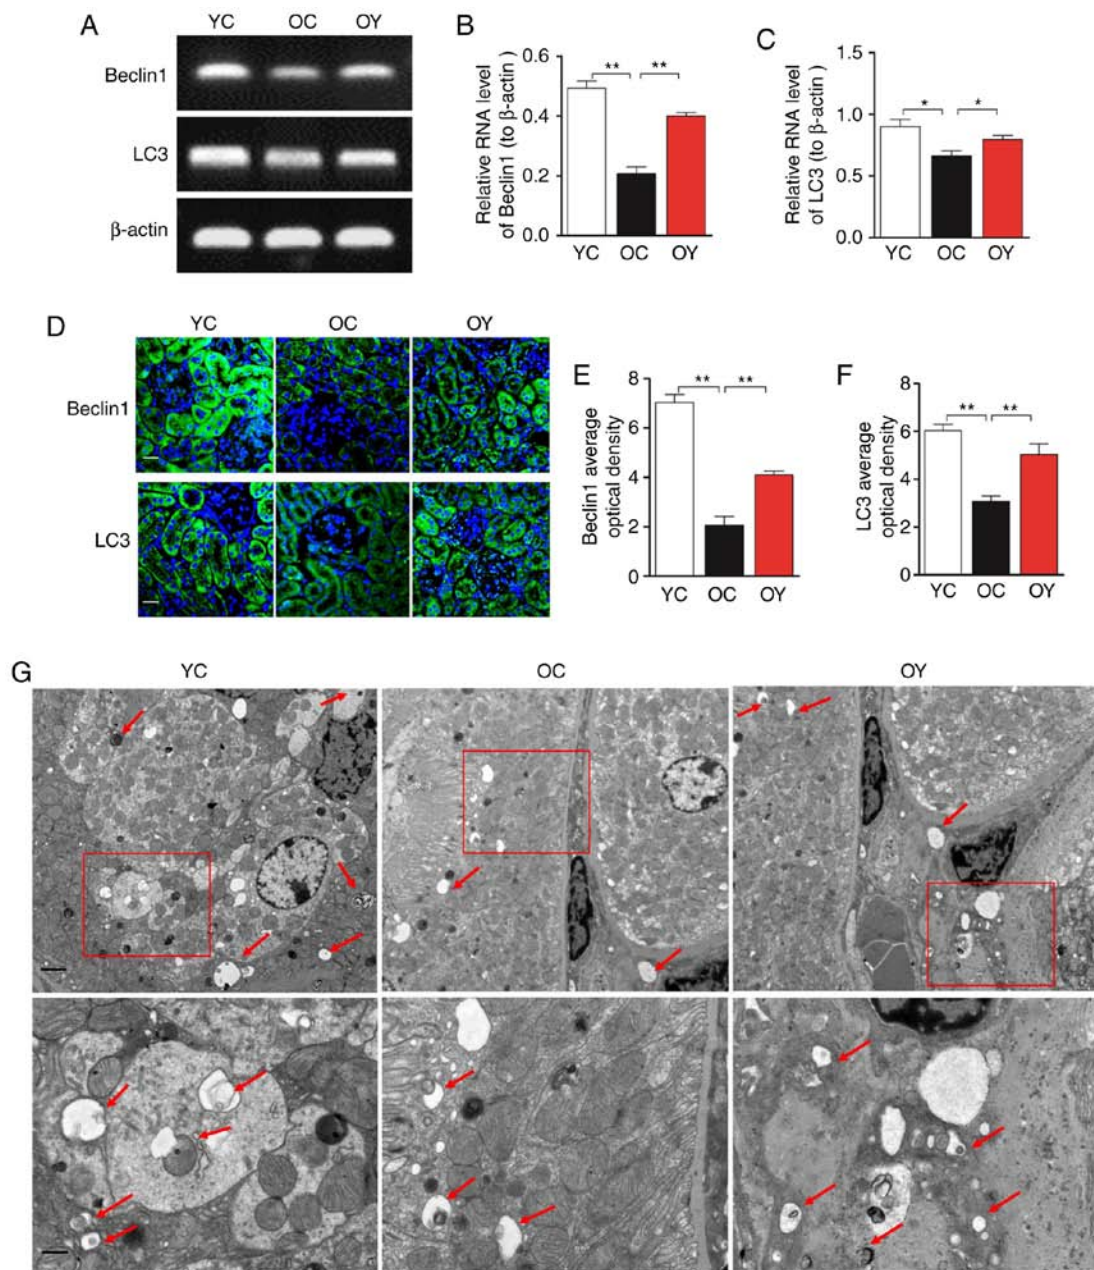 A
YC OC OY
Beclin1
LC3
β-actin
B
Relative RNA level
of Beclin1 (to β-actin )
0.6
0.4
0.2
0.0
** **
YC OC OY
C
Relative RNA level
of LC3 (to β-actin )
1.5
1.0
0.5
0.0
* *
YC OC OY
D
YC OC OY
Beclin1
LC3
E
Beclin1 average
optical density
8
6
4
2
0
** **
YC OC OY
F
LC3 average
optical density
8
6
4
2
0
** **
YC OC OY
G
YC OC OY